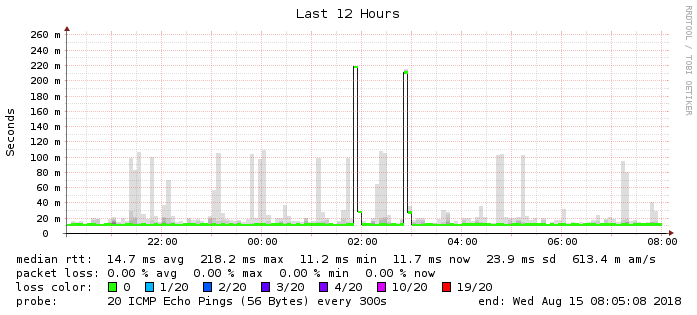 Last 12 Hours
RRDTOOL / TOBI OETIKER
Seconds
260 m
240 m
220 m
200 m
180 m
160 m
140 m
120 m
100 m
80 m
60 m
40 m
20 m
0
22:00 00:00 02:00 04:00 06:00 08:00
median rtt: 14.7 ms avg 218.2 ms max 11.2 ms min 11.7 ms now 23.9 ms sd 613.4 m am/s
packet loss: 0.00 % avg 0.00 % max 0.00 % min 0.00 % now
loss color: 0 1/20 2/20 3/20 4/20 10/20 19/20
probe: 20 ICMP Echo Pings (56 Bytes) every 300s end: Wed Aug 15 08:05:08 2018